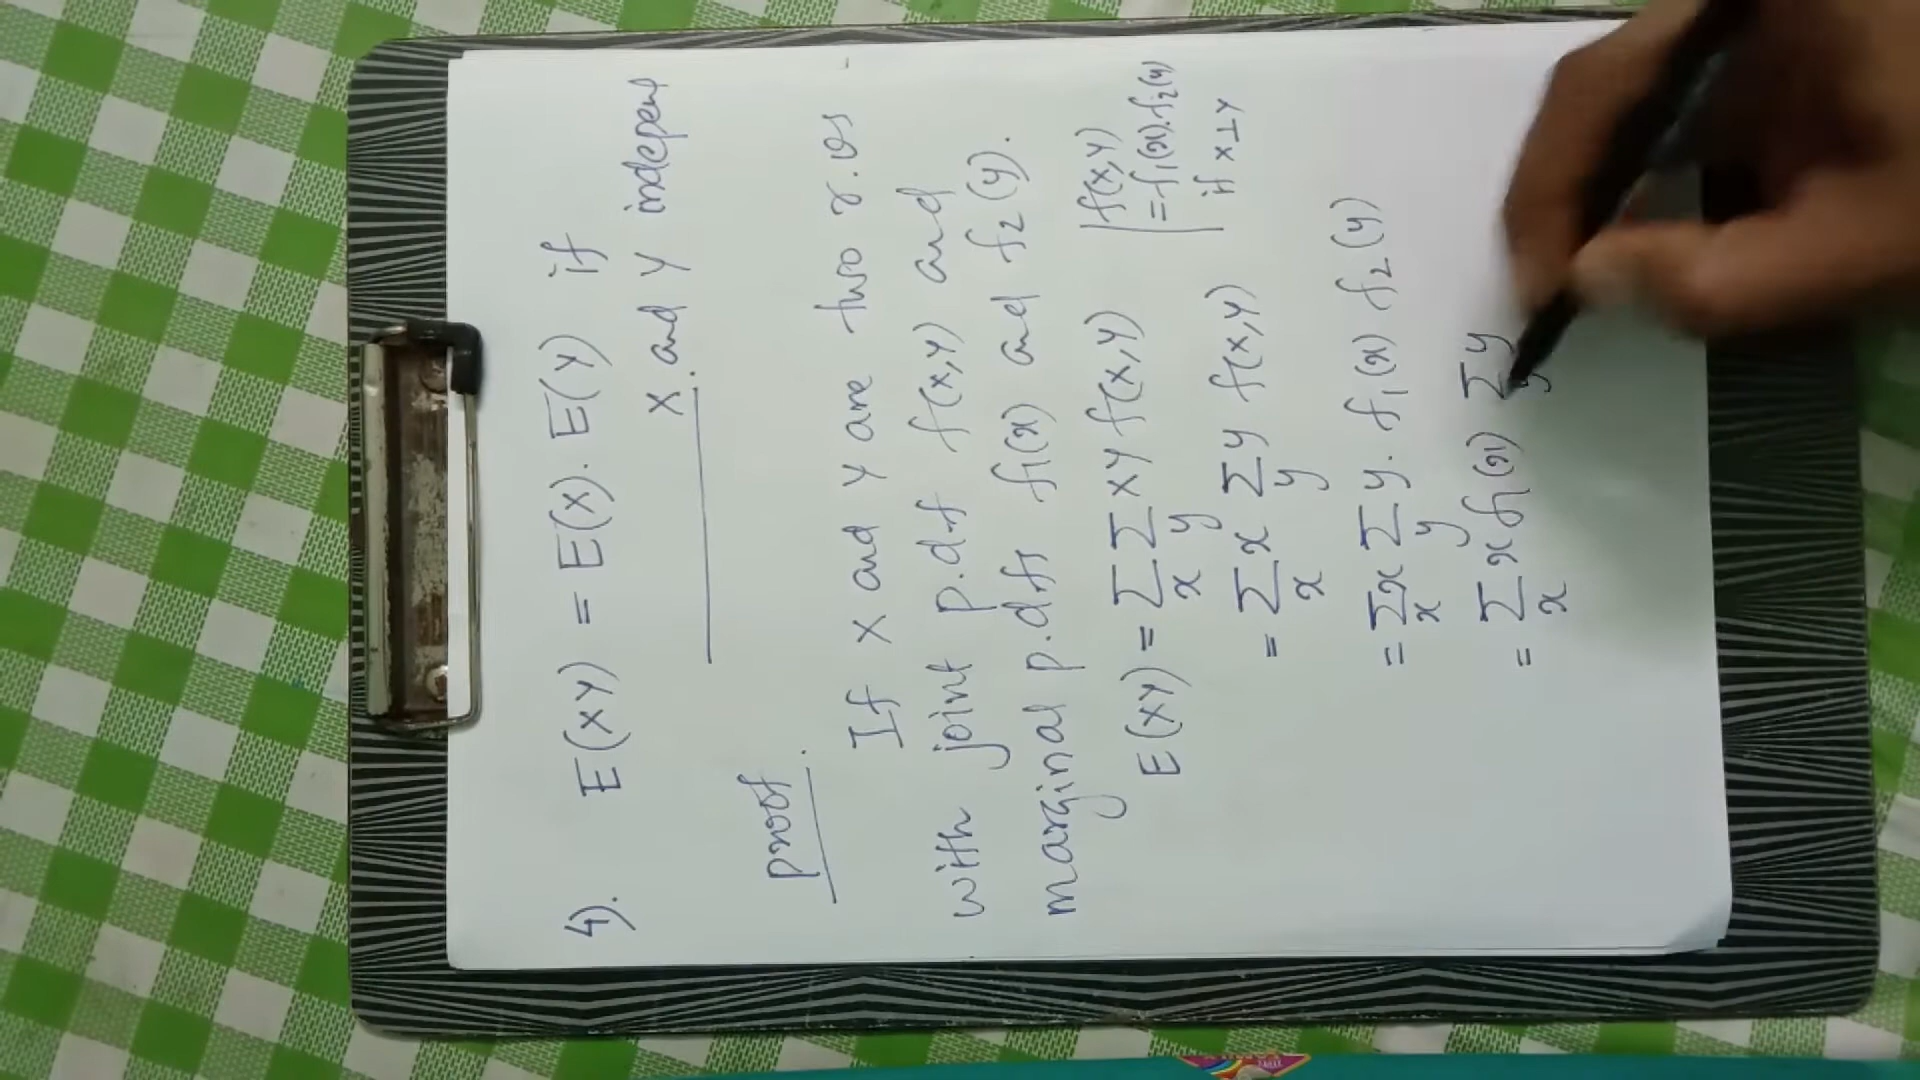 4). E(XY) = E(X). E(Y) if
X and Y indepen
proof.
If X and Y are two r.vs
with joint p.d.f f(x,y) and
marginal p.dfs f1(x) and f2(y).
E(XY) = Σx Σy xy f(x,y)
= Σx x Σy y f(x,y)
= Σx x Σy y. f1(x) f2(y)
= Σx x f1(x) Σy y
f(x,y)
= f1(x). f2(y)
if X⊥Y